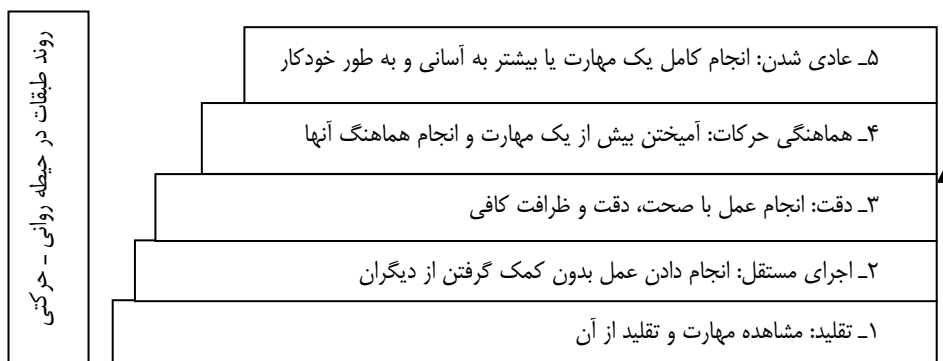 روند طبقات در حیطه روانی - حرکتی
۵ـ عادی شدن: انجام کامل یک مهارت یا بیشتر به آسانی و به طور خودکار
۴ـ هماهنگی حرکات: آمیختن بیش از یک مهارت و انجام هماهنگ آنها
۳ـ دقت: انجام عمل با صحت، دقت و ظرافت کافی
۲ـ اجرای مستقل: انجام دادن عمل بدون کمک گرفتن از دیگران
۱ـ تقلید: مشاهده مهارت و تقلید از آن